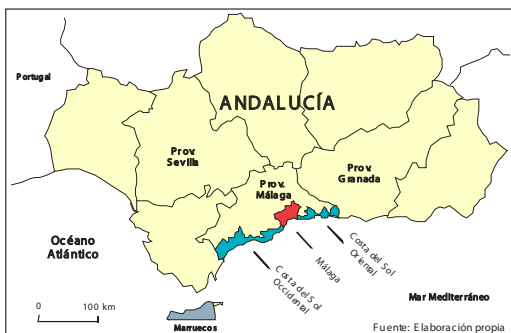 Portugal
ANDALUCÍA
Prov.
Sevilla
Prov.
Granada
Prov.
Málaga
Océano
Atlántico
Costa del Sol
Occidental
Málaga
Costa del Sol
Oriental
Mar Mediterráneo
0 100 km
Marruecos
Fuente: Elaboración propia